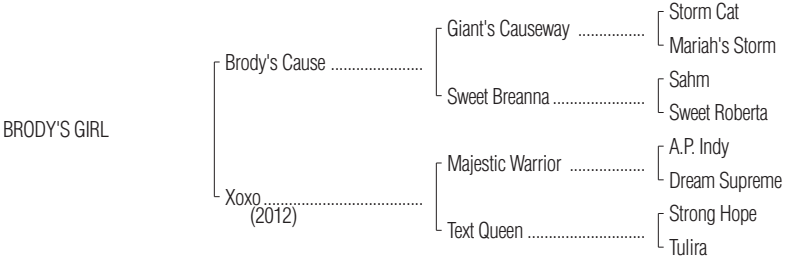 Storm Cat
Giant's Causeway ................
Mariah's Storm
Brody's Cause ......................
Sahm
Sweet Breanna ......................
Sweet Roberta
BRODY'S GIRL
A.P. Indy
Majestic Warrior ..................
Dream Supreme
Xoxo ......................................
(2012)
Strong Hope
Text Queen ............................
Tulira